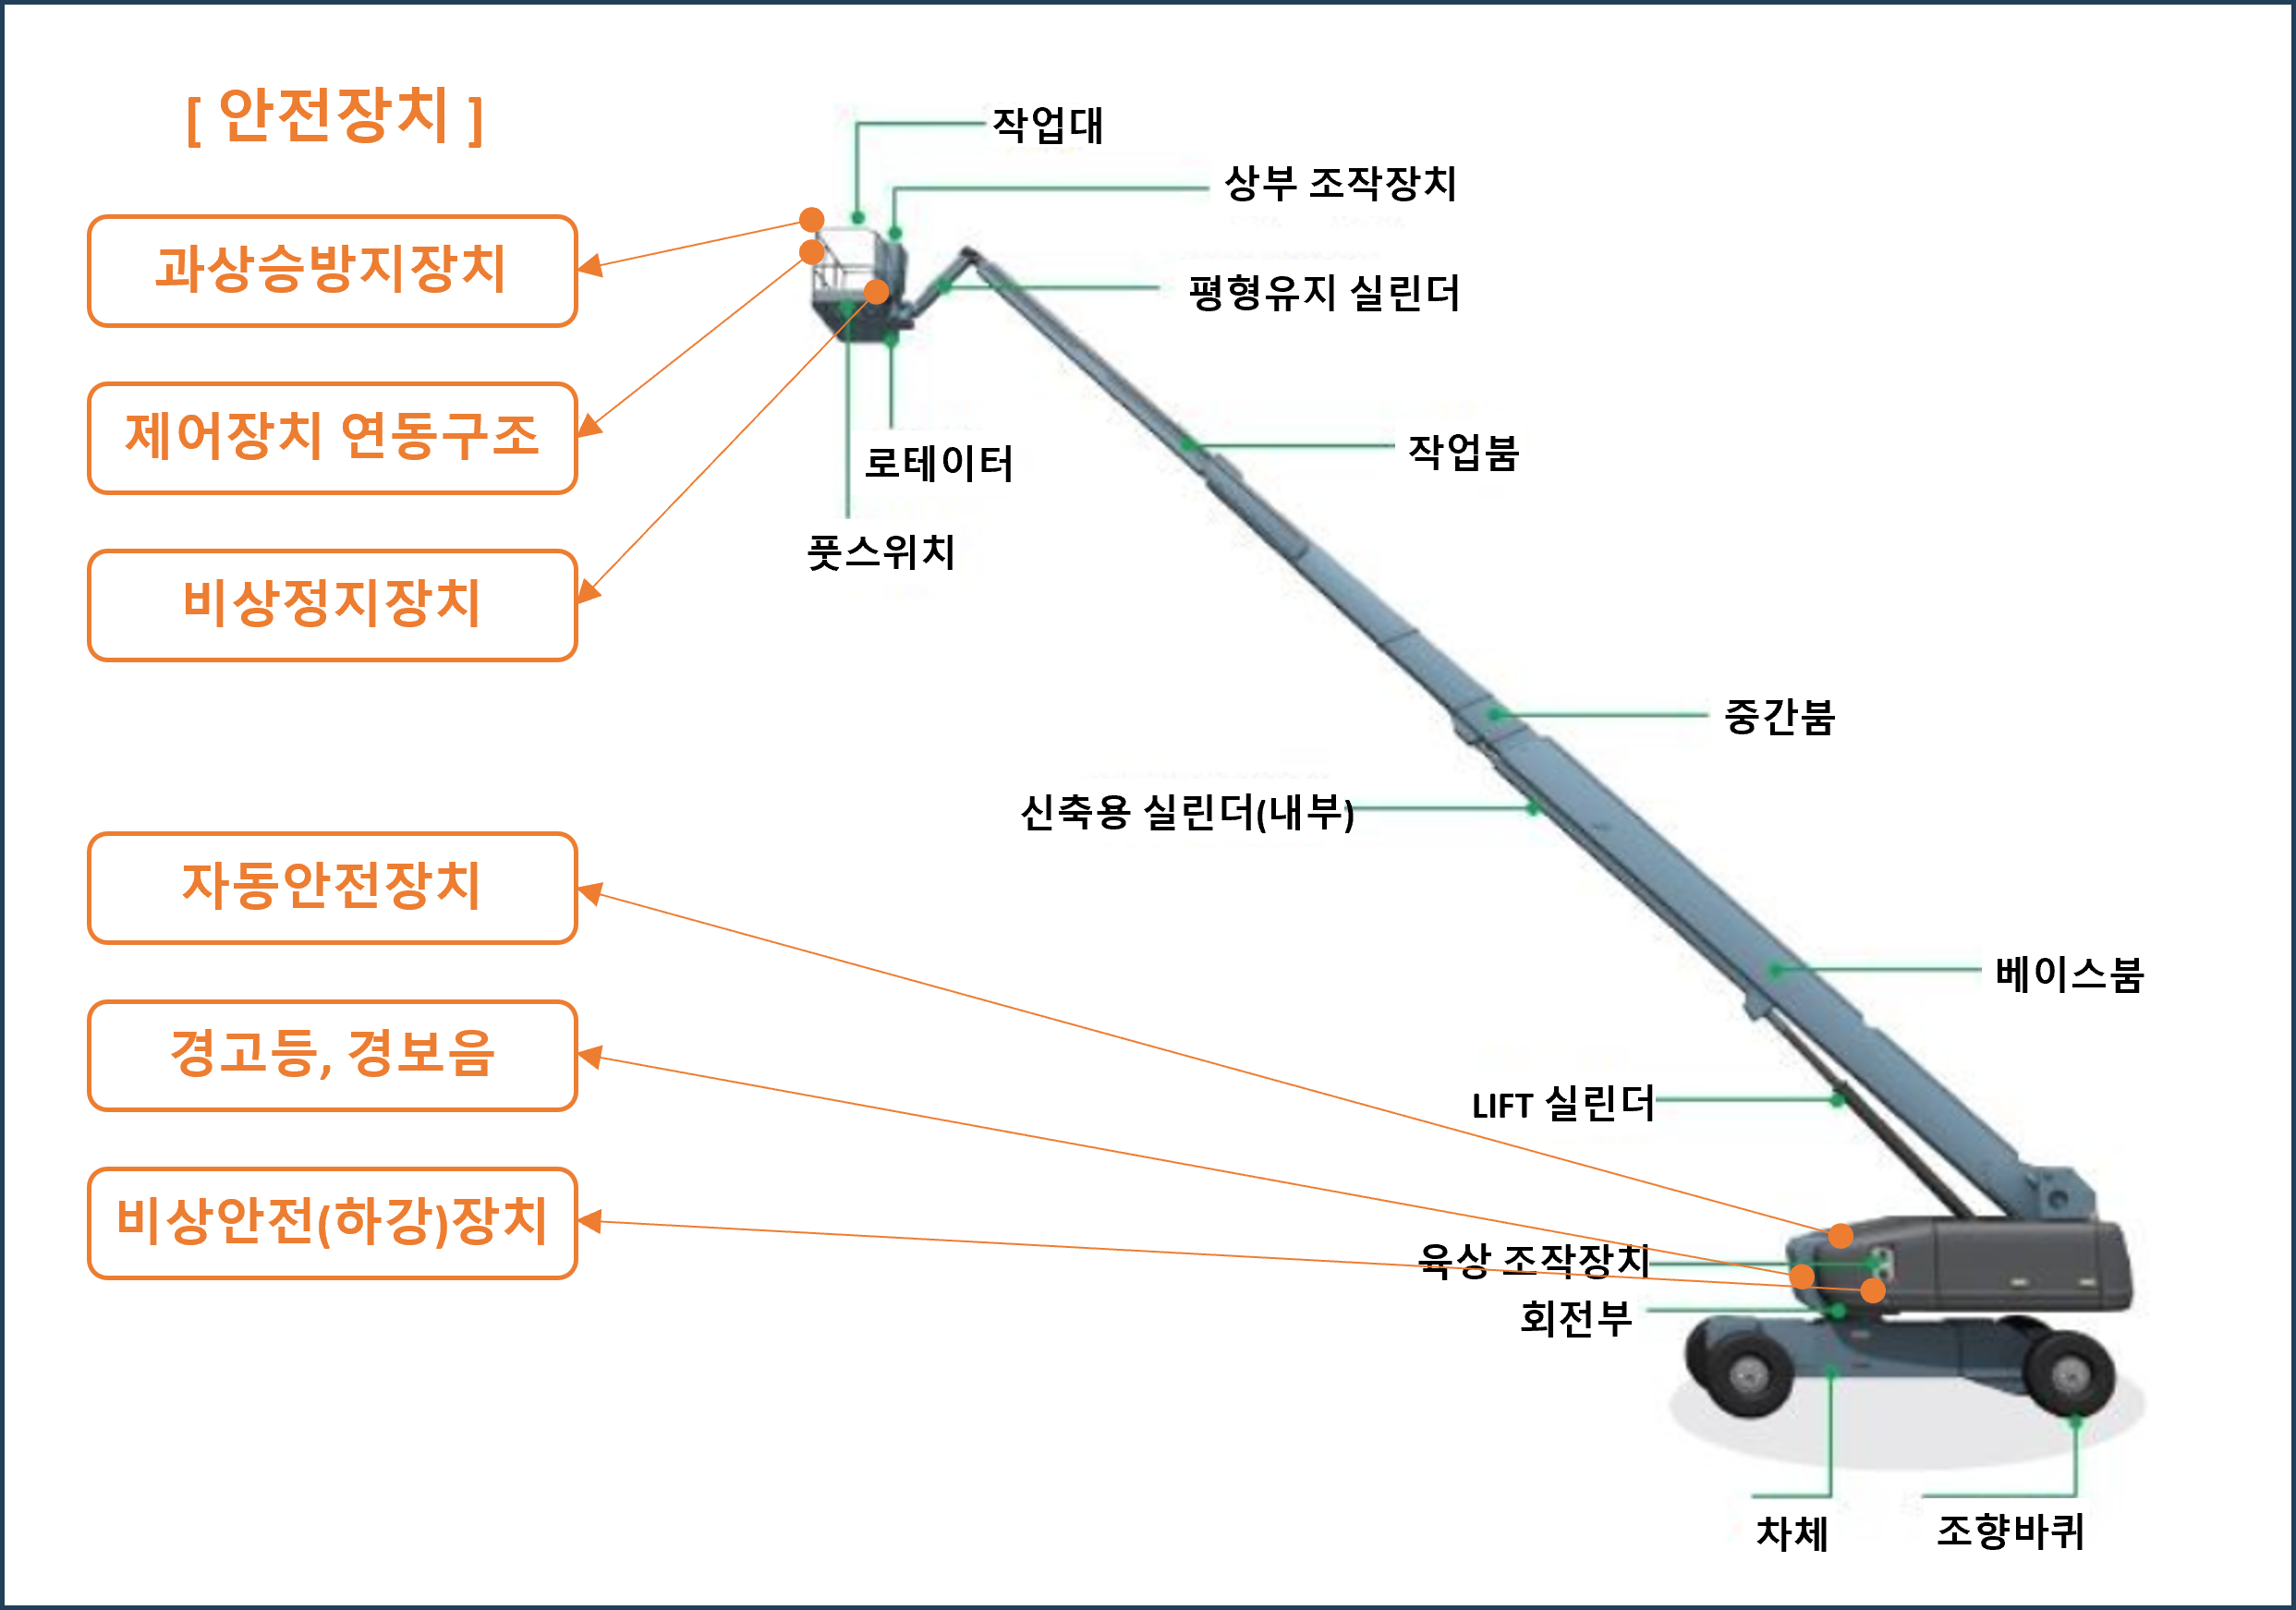 [ 안전장치 ]
과상승방지장치
제어장치 연동구조
비상정지장치
자동안전장치
경고등, 경보음
비상안전(하강)장치
작업대
상부 조작장치
평형유지 실린더
로테이터
풋스위치
작업붐
중간붐
신축용 실린더(내부)
베이스붐
LIFT 실린더
육상 조작장치
회전부
차체
조향바퀴